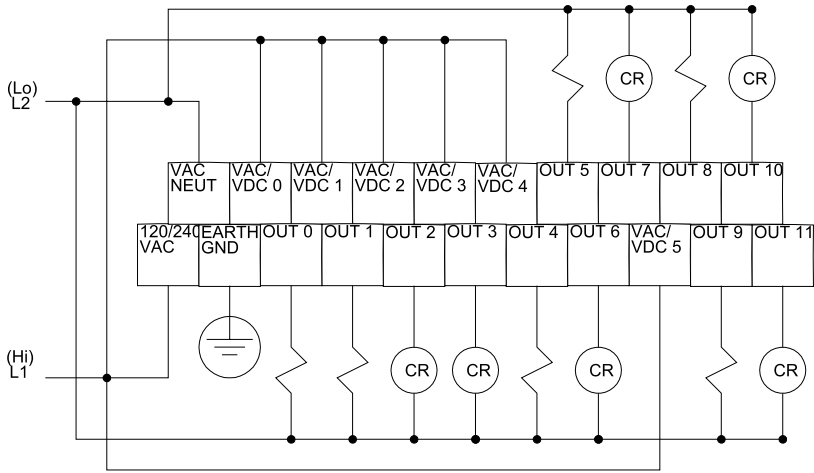 CR
CR
(Lo)
L2
VAC
NEUT
VAC/
VDC 0
VAC/
VDC 1
VAC/
VDC 2
VAC/
VDC 3
VAC/
VDC 4
OUT 5
OUT 7
OUT 8
OUT 10
120/240
VAC
EARTH
GND
OUT 0
OUT 1
OUT 2
OUT 3
OUT 4
OUT 6
VAC/
VDC 5
OUT 9
OUT 11
(Hi)
L1
CR
CR
CR
CR